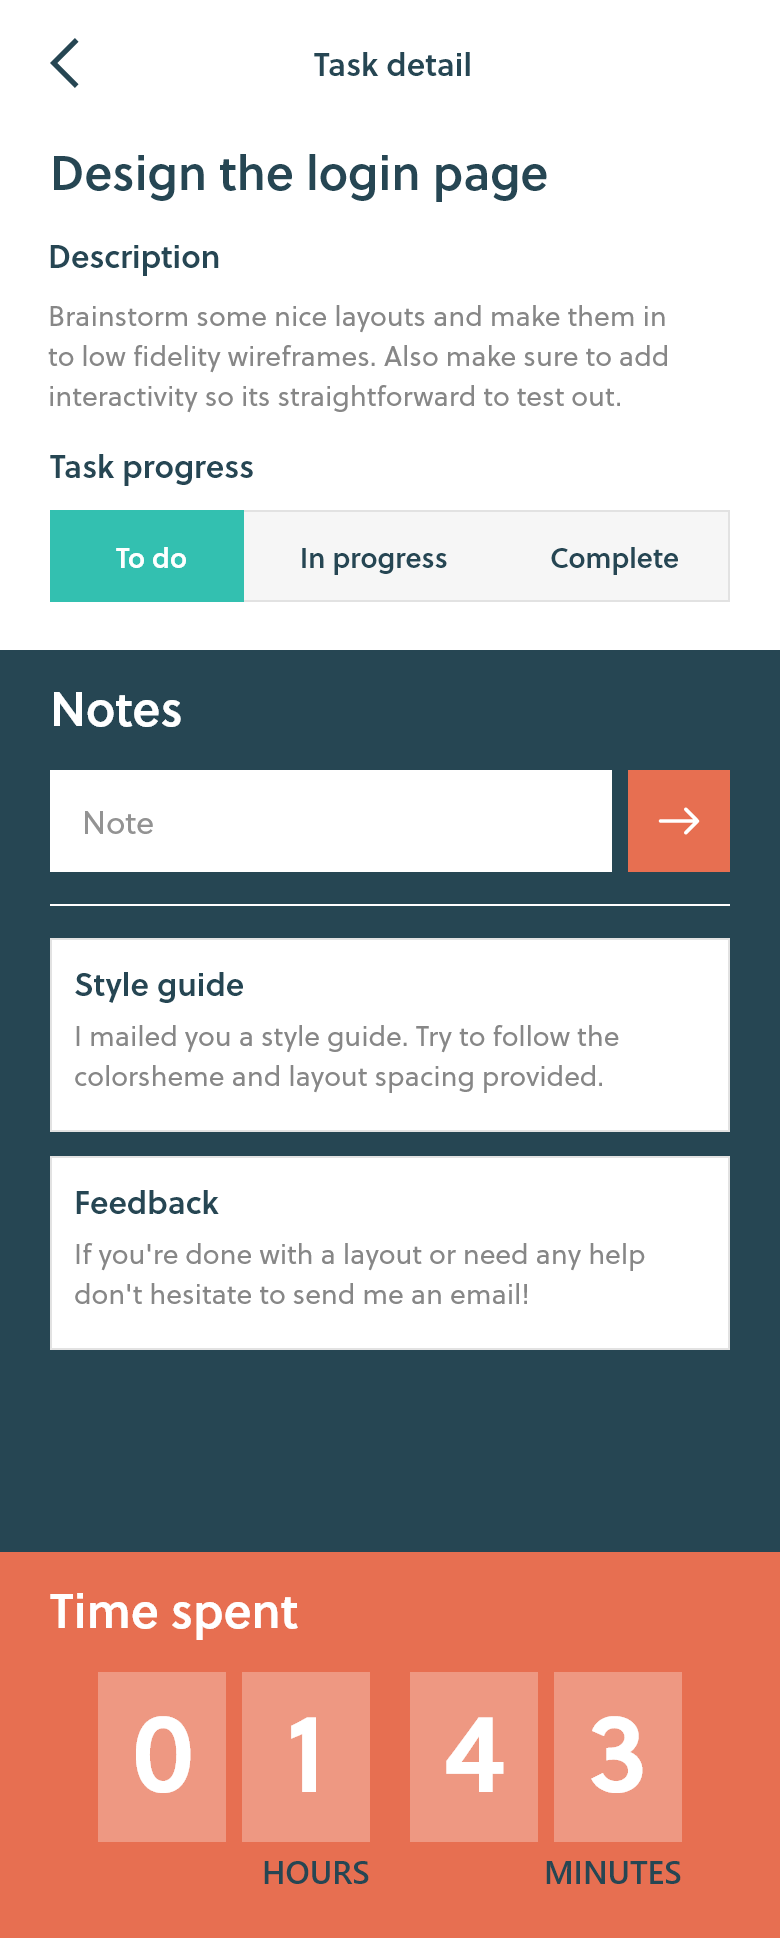 Task detail
Design the login page
Description
Brainstorm some nice layouts and make them in
to low fidelity wireframes. Also make sure to add
interactivity so its straightforward to test out.
Task progress
To do
In progress
Complete
Notes
Note
Style guide
I mailed you a style guide. Try to follow the
colorsheme and layout spacing provided.
Feedback
If you're done with a layout or need any help
don't hesitate to send me an email!
Time spent
0 1 4 3
HOURS
MINUTES